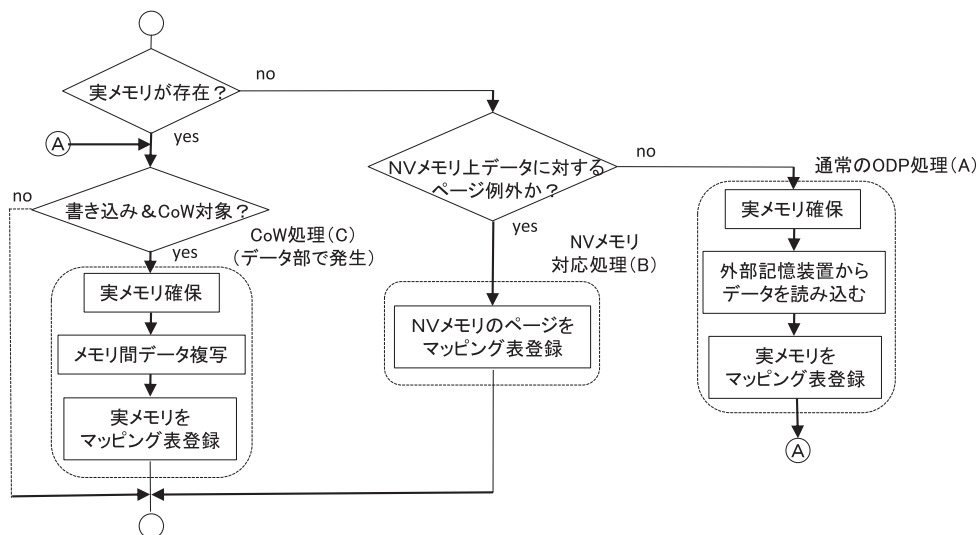 実メモリが存在？
no
yes
Ⓐ
書き込み＆CoW対象？
no
yes
CoW処理(C)
(データ部で発生)
実メモリ確保
メモリ間データ複写
実メモリを
マッピング表登録
NVメモリ上データに対する
ページ例外か？
no
yes
NVメモリ
対応処理(B)
NVメモリのページを
マッピング表登録
通常のODP処理(A)
実メモリ確保
外部記憶装置から
データを読み込む
実メモリを
マッピング表登録
Ⓐ